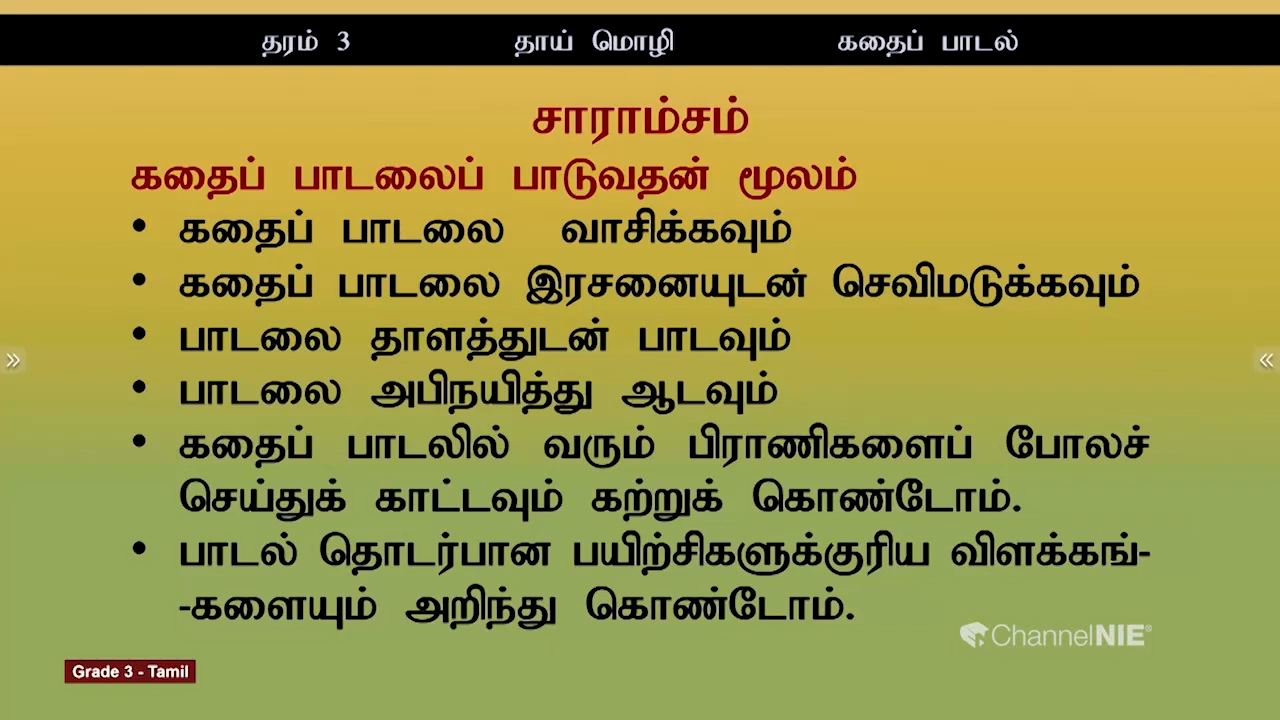 தரம் 3 தாய் மொழி கதைப் பாடல்
சாராம்சம்
கதைப் பாடலைப் பாடுவதன் மூலம்
• கதைப் பாடலை வாசிக்கவும்
• கதைப் பாடலை இரசனையுடன் செவிமடுக்கவும்
• பாடலை தாளத்துடன் பாடவும்
• பாடலை அபிநயித்து ஆடவும்
• கதைப் பாடலில் வரும் பிராணிகளைப் போலச்
செய்துக் காட்டவும் கற்றுக் கொண்டோம்.
• பாடல் தொடர்பான பயிற்சிகளுக்குரிய விளக்கங்-
-களையும் அறிந்து கொண்டோம்.
ChannelNIE®
Grade 3 - Tamil